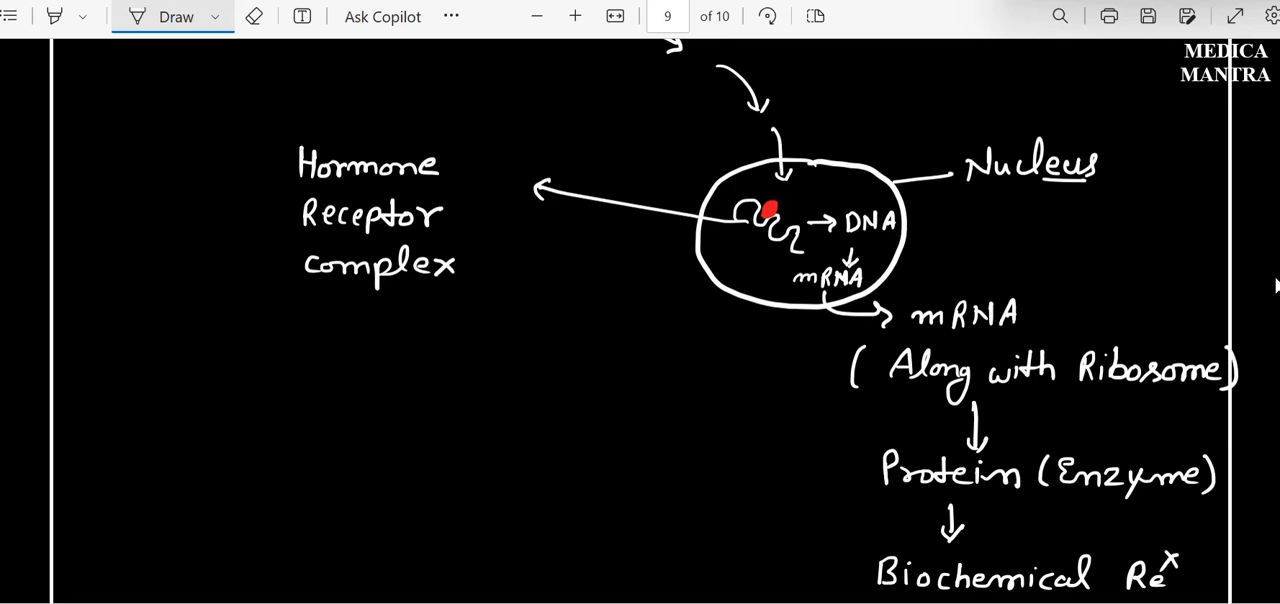 Draw
Ask Copilot
9
of 10
MEDICA
MANTRA
Hormone
Receptor
complex
Nucleus
→ DNA
↓
mRNA
→ mRNA
( Along with Ribosome)
↓
Protein (Enzyme)
↓
Biochemical Reˣ